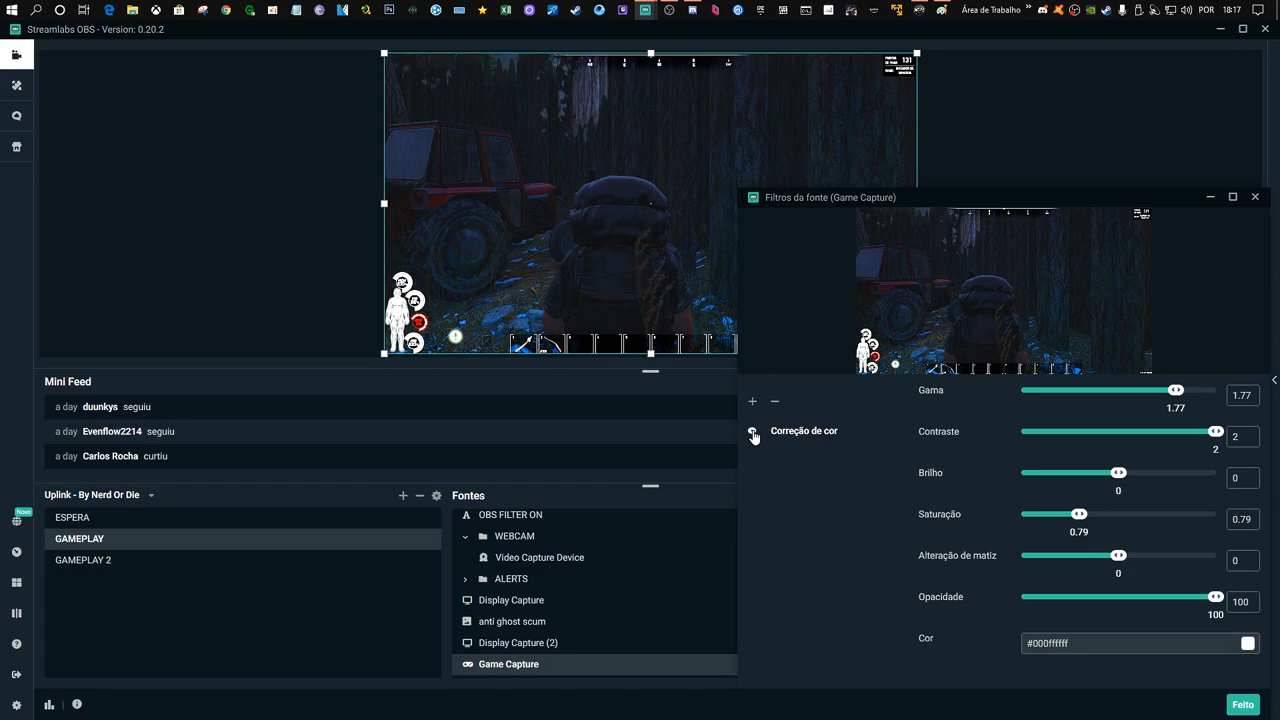 Área de Trabalho
POR
18:17
Streamlabs OBS - Version: 0.20.2
131
Filtros da fonte (Game Capture)
Mini Feed
a day duunkys seguiu
a day Evenflow2214 seguiu
a day Carlos Rocha curtiu
Correção de cor
Gama
1.77
1.77
Contraste
2
2
Brilho
0
0
Saturação
0.79
0.79
Alteração de matiz
0
0
Opacidade
100
100
Cor
#000ffffff
Feito
Uplink - By Nerd Or Die
ESPERA
GAMEPLAY
GAMEPLAY 2
Novo
Fontes
OBS FILTER ON
WEBCAM
Video Capture Device
ALERTS
Display Capture
anti ghost scum
Display Capture (2)
Game Capture